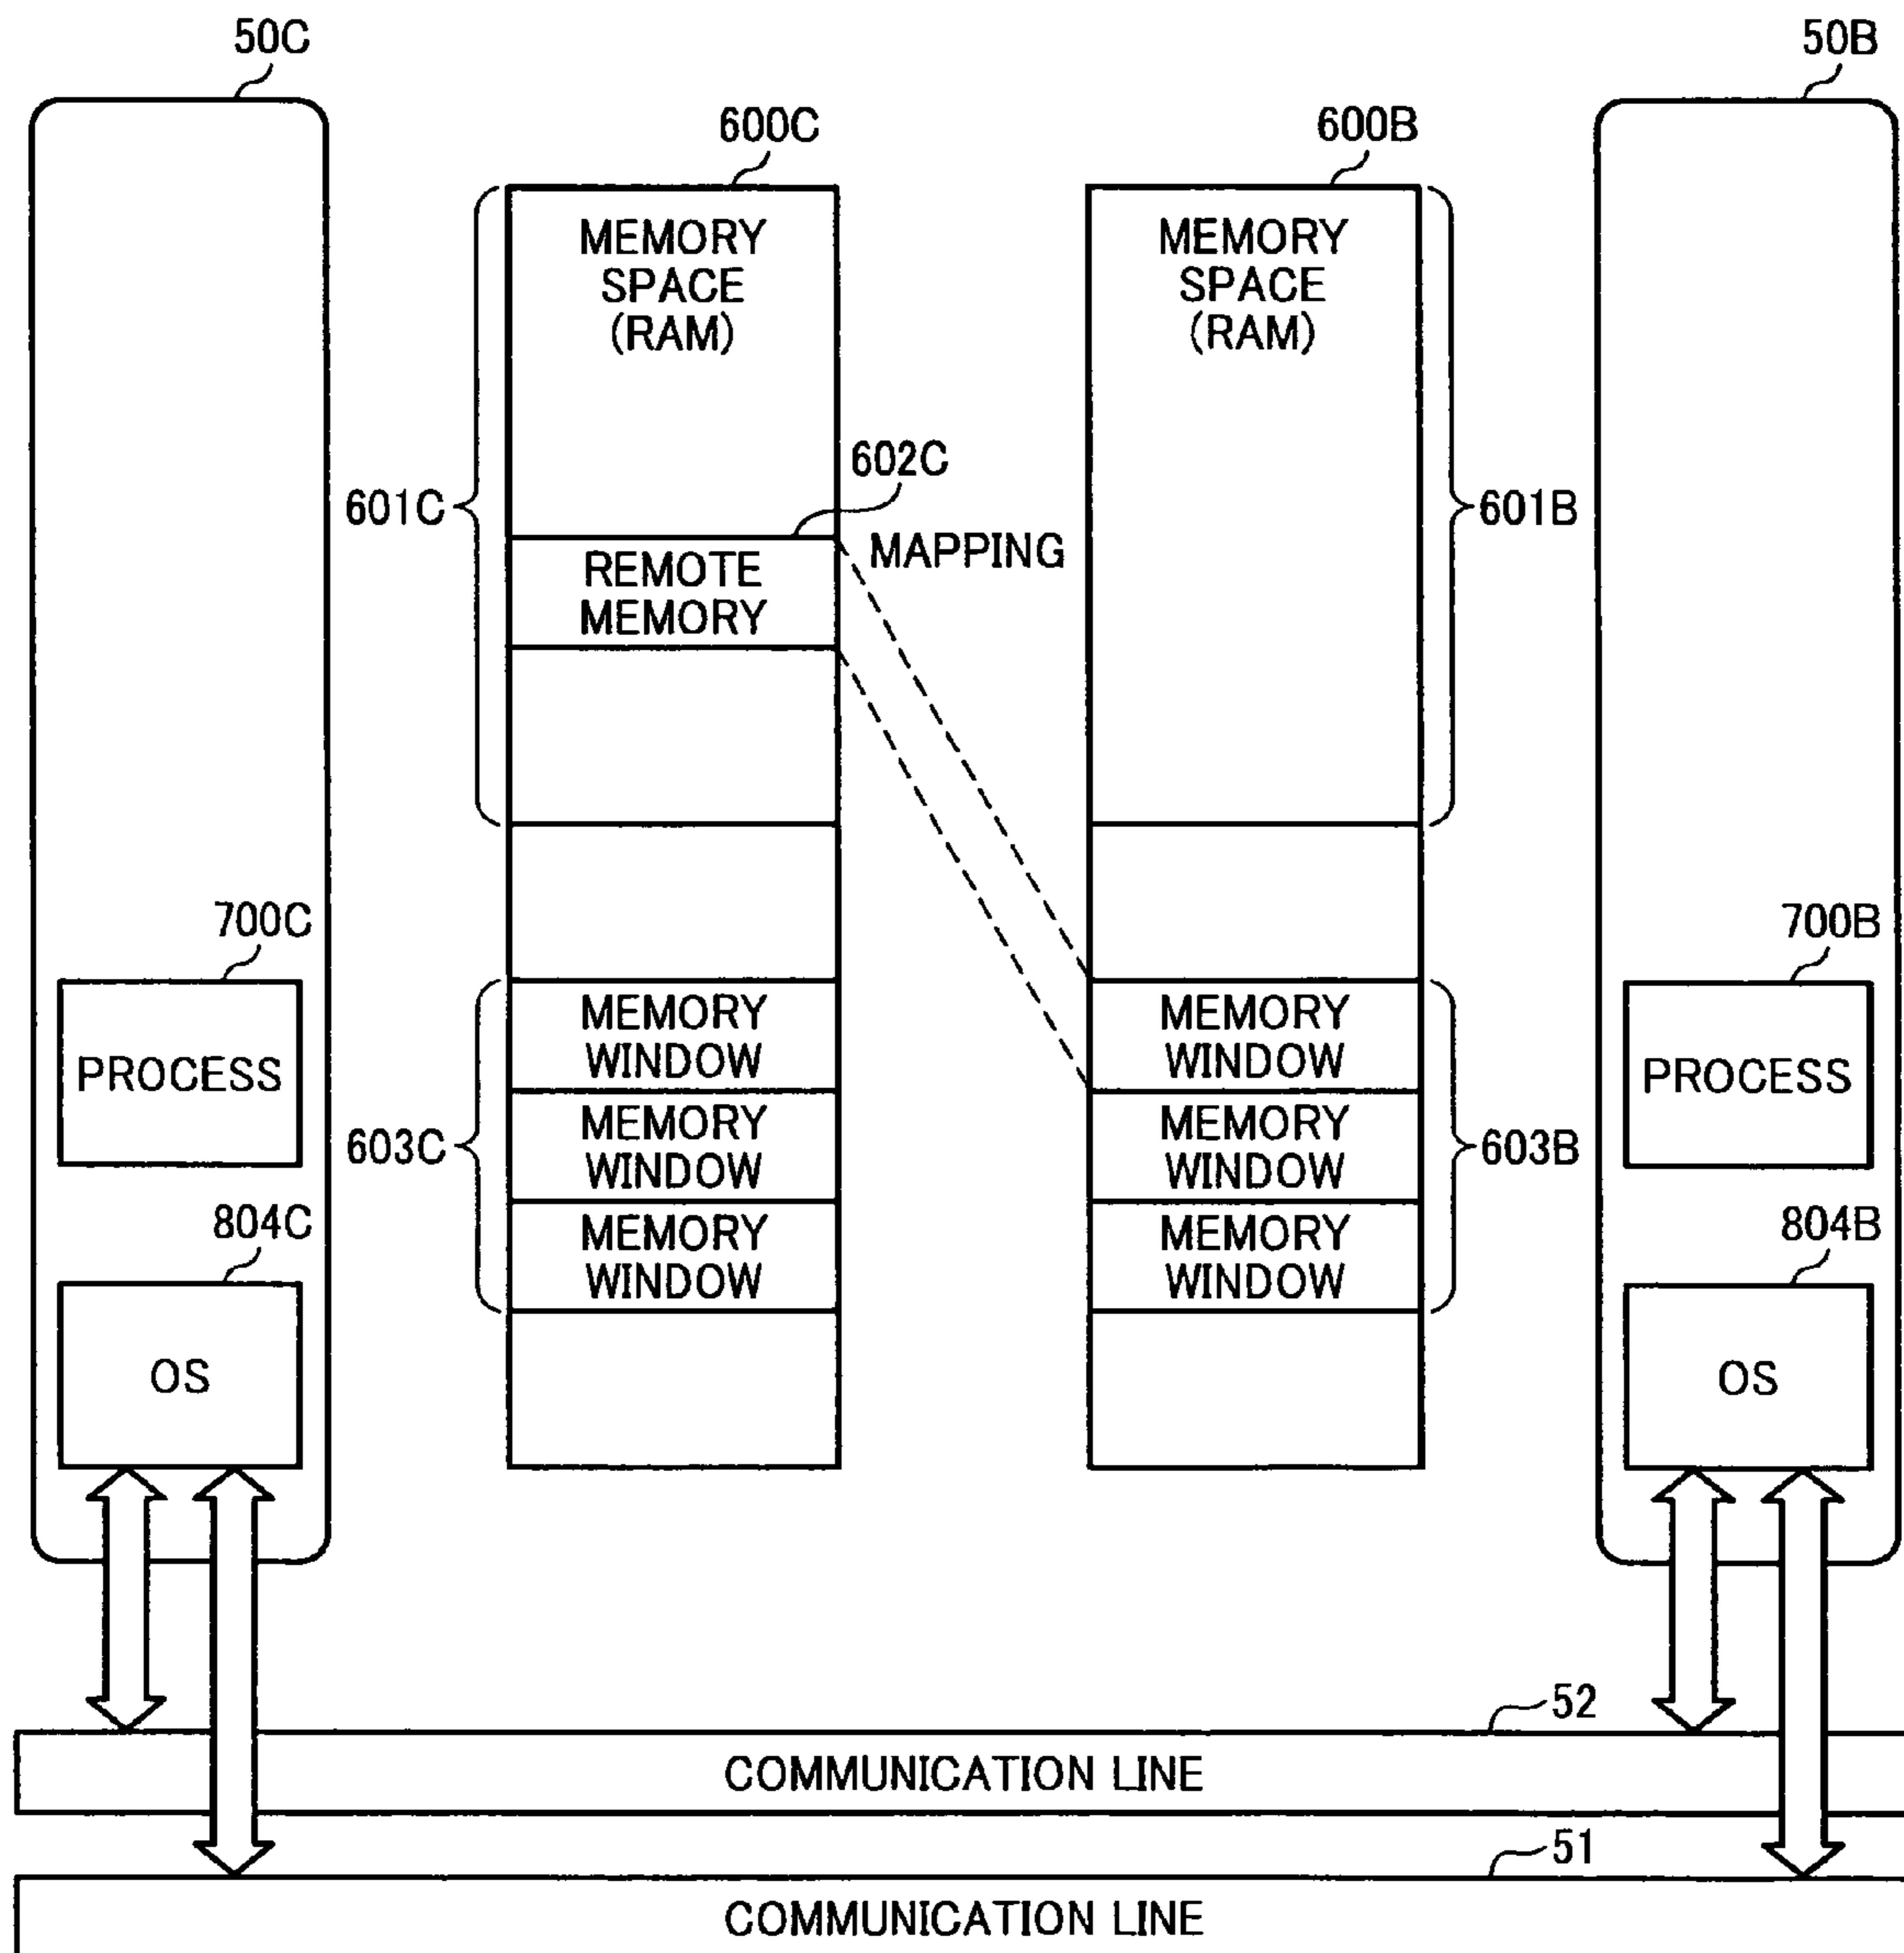 50C
50B
600C
600B
MEMORY
SPACE
(RAM)
MEMORY
SPACE
(RAM)
602C
601C
601B
MAPPING
REMOTE
MEMORY
700C
700B
MEMORY
WINDOW
MEMORY
WINDOW
PROCESS
PROCESS
603C
MEMORY
WINDOW
MEMORY
WINDOW
603B
804C
804B
MEMORY
WINDOW
MEMORY
WINDOW
OS
OS
52
COMMUNICATION LINE
51
COMMUNICATION LINE